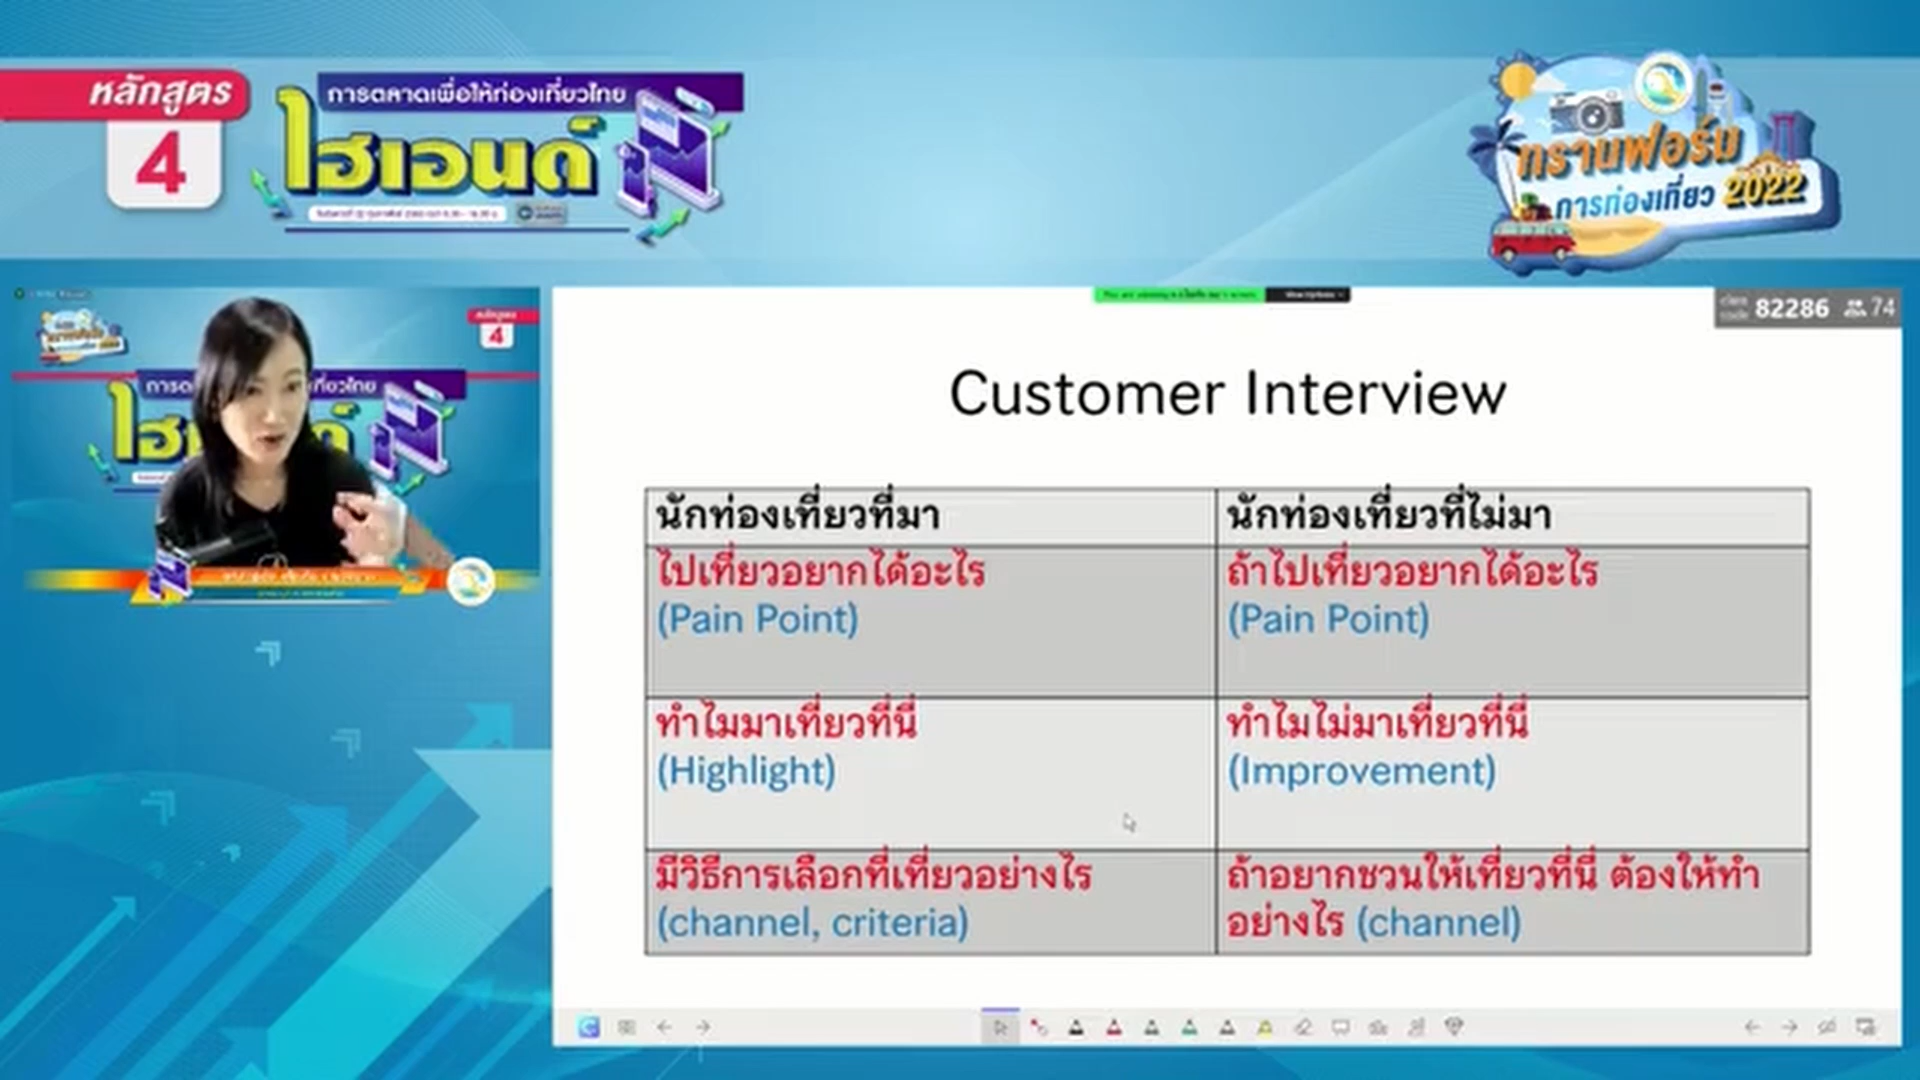 หลักสูตร
4
การตลาดเพื่อให้ท่องเที่ยวไทย
ไฮเอนด์
ทรานฟอร์ม
การท่องเที่ยว 2022
หลักสูตร
4
82286
74
Customer Interview
นักท่องเที่ยวที่มา
นักท่องเที่ยวที่ไม่มา
ไปเที่ยวอยากได้อะไร
(Pain Point)
ถ้าไปเที่ยวอยากได้อะไร
(Pain Point)
ทำไมมาเที่ยวที่นี่
(Highlight)
ทำไมไม่มาเที่ยวที่นี่
(Improvement)
มีวิธีการเลือกที่เที่ยวอย่างไร
(channel, criteria)
ถ้าอยากชวนให้เที่ยวที่นี่ ต้องให้ทำ
อย่างไร (channel)